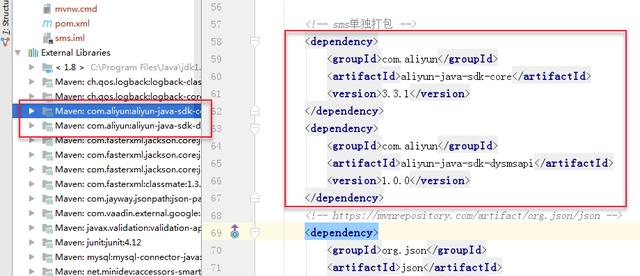 mvnw.cmd
pom.xml
sms.iml
External Libraries
< 1.8 > C:\Program Files\Java\jdk1.
Maven: ch.qos.logback:logback-clas
Maven: ch.qos.logback:logback-cor
Maven: com.aliyun:aliyun-java-sdk-c
Maven: com.aliyun:aliyun-java-sdk-d
Maven: com.fasterxml.jackson.core:j
Maven: com.fasterxml.jackson.core:j
Maven: com.fasterxml.jackson.core:j
Maven: com.fasterxml:classmate:1.3.
Maven: com.jayway.jsonpath:json-pa
Maven: com.vaadin.external.google:
Maven: javax.validation:validation-ap
Maven: junit:junit:4.12
Maven: mysql:mysql-connector-java:
Maven: net.minidev:accessors-smart
Z: Structure
56
57 <!-- sms单独打包 -->
58 <dependency>
59 <groupId>com.aliyun</groupId>
60 <artifactId>aliyun-java-sdk-core</artifactId>
61 <version>3.3.1</version>
62 </dependency>
63 <dependency>
64 <groupId>com.aliyun</groupId>
65 <artifactId>aliyun-java-sdk-dysmsapi</artifactId>
66 <version>1.0.0</version>
67 </dependency>
68 <!-- https://mvnrepository.com/artifact/org.json/json -->
69 <dependency>
70 <groupId>org.json</groupId>
71 <artifactId>json</artifactId>